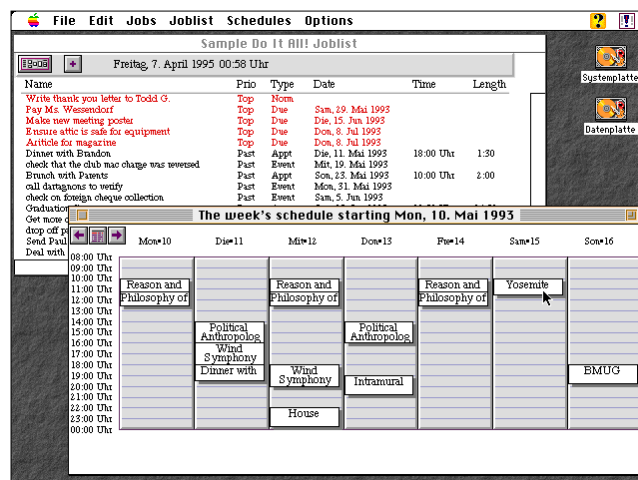 File Edit Jobs Joblist Schedules Options
Sample Do It All! Joblist
Freitag, 7. April 1995 00:58 Uhr
Name Prio Type Date Time Length
Write thank you letter to Todd G. Top Norm
Pay Ms. Wessendorf Top Due Sam, 29. Mai 1993
Make new meeting poster Top Due Die, 15. Jun 1993
Ensure attic is safe for equipment Top Due Don, 8. Jul 1993
Ariticle for magazine Top Due Don, 8. Jul 1993
Dinner with Brandon Past Appt Die, 11. Mai 1993 18:00 Uhr 1:30
check that the club mac charge was reversed Past Event Mit, 19. Mai 1993
Brunch with Parents Past Appt Son, 23. Mai 1993 10:00 Uhr 2:00
call datagnons to verify Past Event Mon, 31. Mai 1993
check on foreign cheque collection Past Event Sam, 5. Jun 1993
Graduation
Get more
drop off
Send Paul
Deal with
Systemplatte
Datenplatte
The week's schedule starting Mon, 10. Mai 1993
Mon•10 Die•11 Mit•12 Don•13 Fre•14 Sam•15 Son•16
08:00 Uhr
09:00 Uhr
10:00 Uhr
11:00 Uhr Reason and Reason and Reason and Yosemite
12:00 Uhr Philosophy of Philosophy of Philosophy of
13:00 Uhr
14:00 Uhr
15:00 Uhr Political Political
16:00 Uhr Anthropolog Anthropolog
17:00 Uhr Wind
18:00 Uhr Symphony
19:00 Uhr Dinner with Wind BMUG
20:00 Uhr Symphony Intramural
21:00 Uhr
22:00 Uhr House
23:00 Uhr
00:00 Uhr